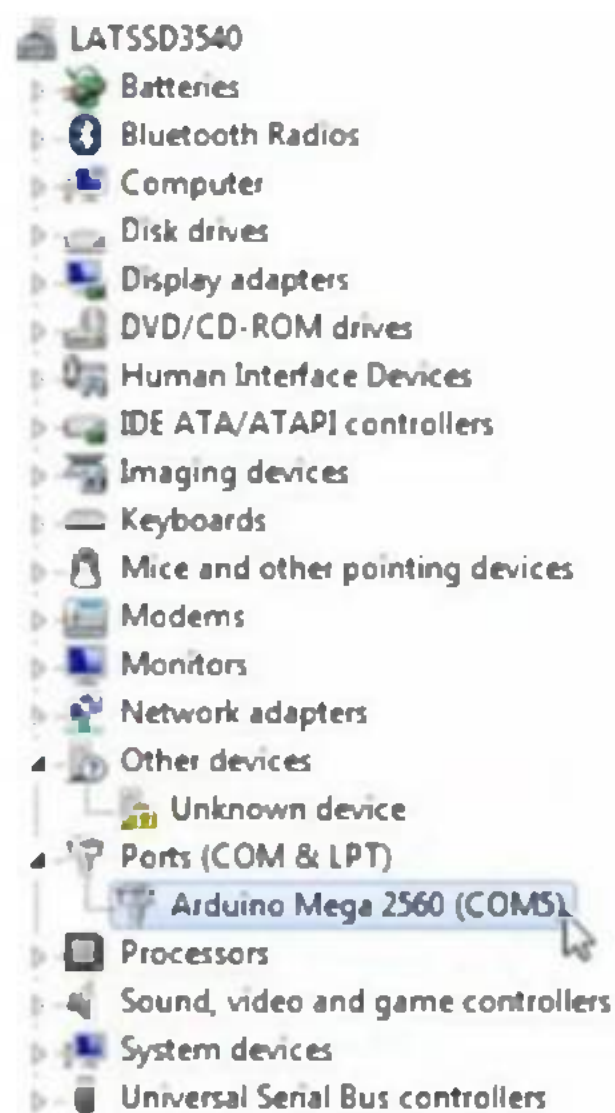 LATSSD3540
Batteries
Bluetooth Radios
Computer
Disk drives
Display adapters
DVD/CD-ROM drives
Human Interface Devices
IDE ATA/ATAPI controllers
Imaging devices
Keyboards
Mice and other pointing devices
Modems
Monitors
Network adapters
Other devices
Unknown device
Ports (COM & LPT)
Arduino Mega 2560 (COM5)
Processors
Sound, video and game controllers
System devices
Universal Serial Bus controllers